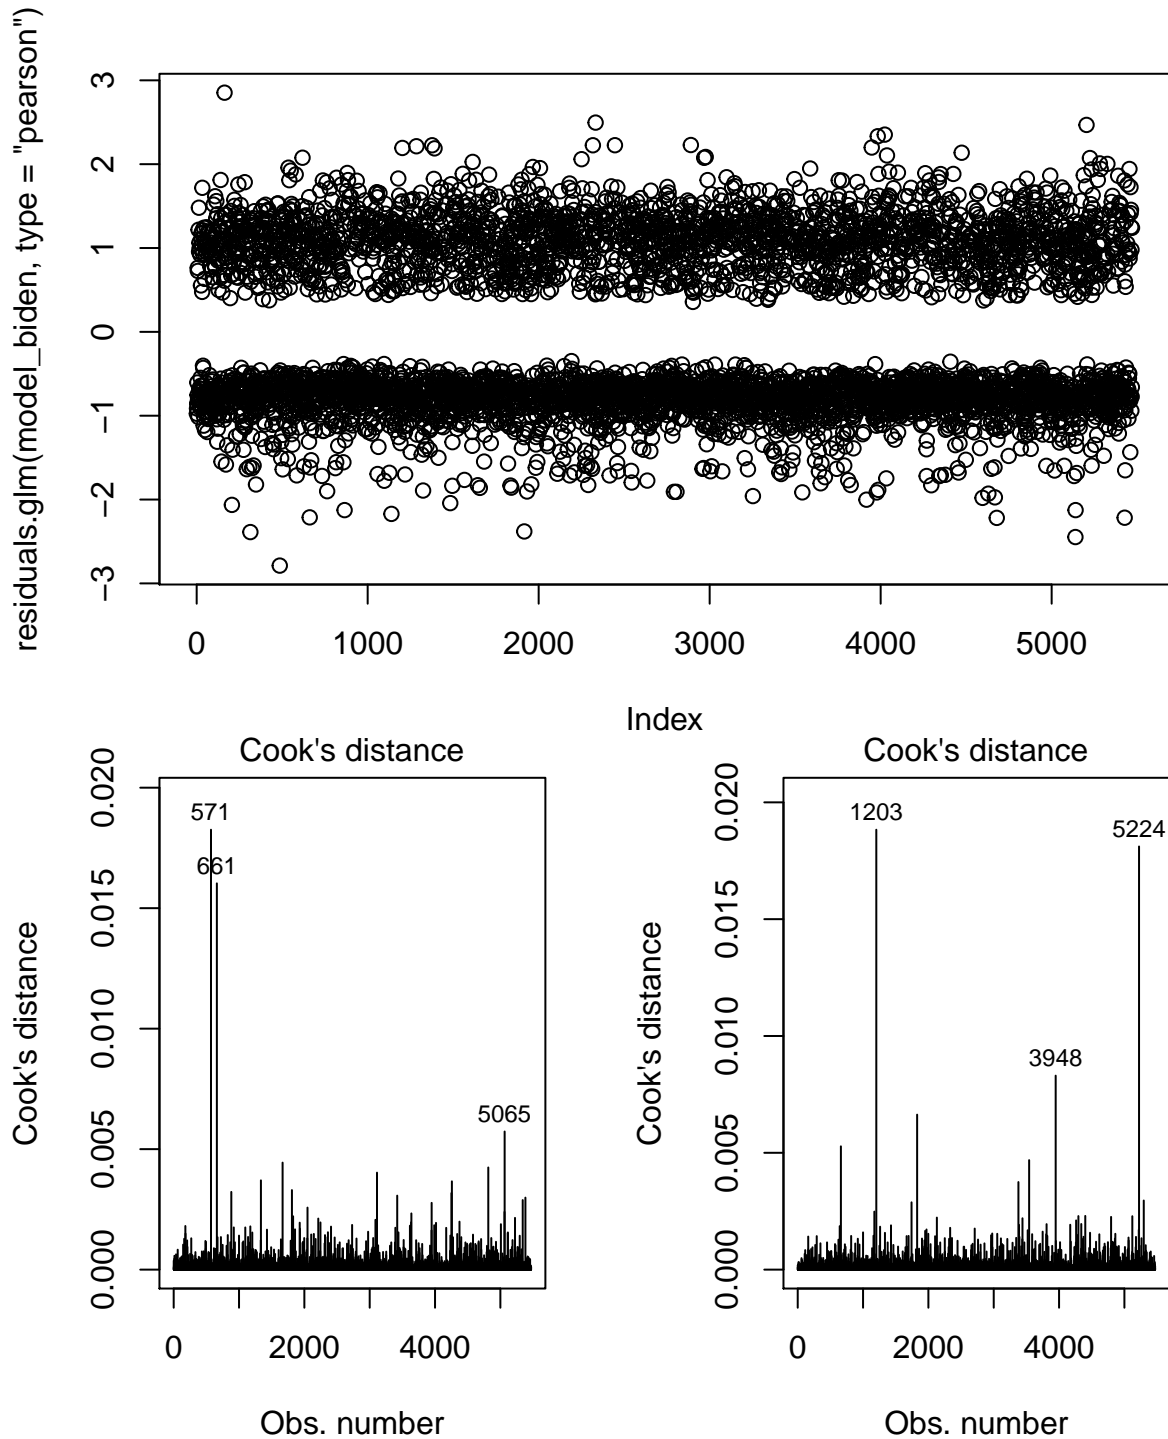 residuals.glm(model_biden, type = "pearson")
3
2
1
0
−1
−2
−3
0 1000 2000 3000 4000 5000
Index
Cook's distance
Cook's distance
0.020
0.015
0.010
0.005
0.000
571
661
5065
0 2000 4000
Obs. number
Cook's distance
Cook's distance
0.020
0.015
0.010
0.005
0.000
1203
5224
3948
0 2000 4000
Obs. number